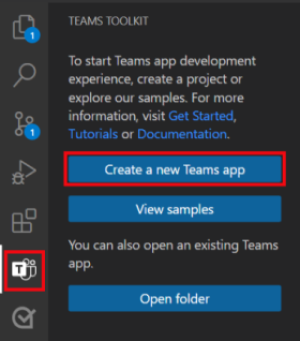 TEAMS TOOLKIT
1
To start Teams app development
experience, create a project or
explore our samples. For more
information, visit Get Started,
Tutorials or Documentation.
1
Create a new Teams app
View samples
You can also open an existing Teams
app.
T
Open folder